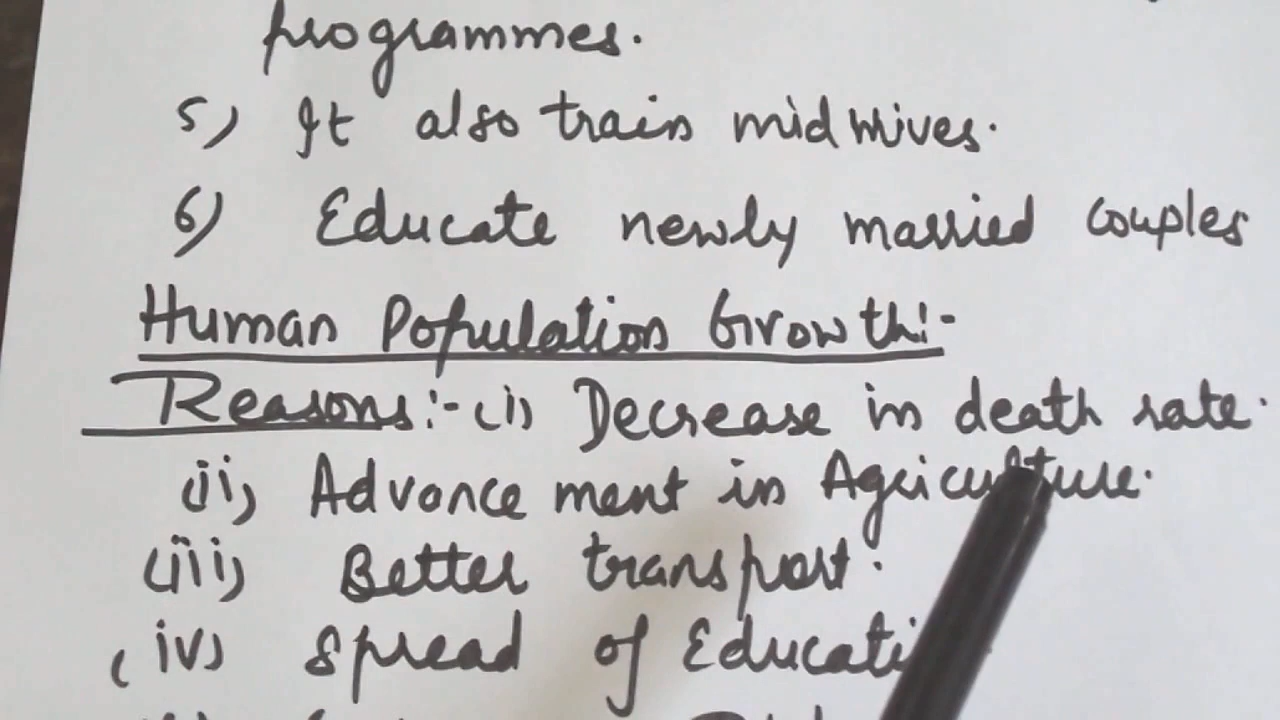 programmes.
5) It also train midwives.
6) Educate newly married couples
Human Population Growth:-
Reasons:- (i) Decrease in death rate.
(ii) Advancement in Agriculture.
(iii) Better transport.
(iv) Spread of Educati